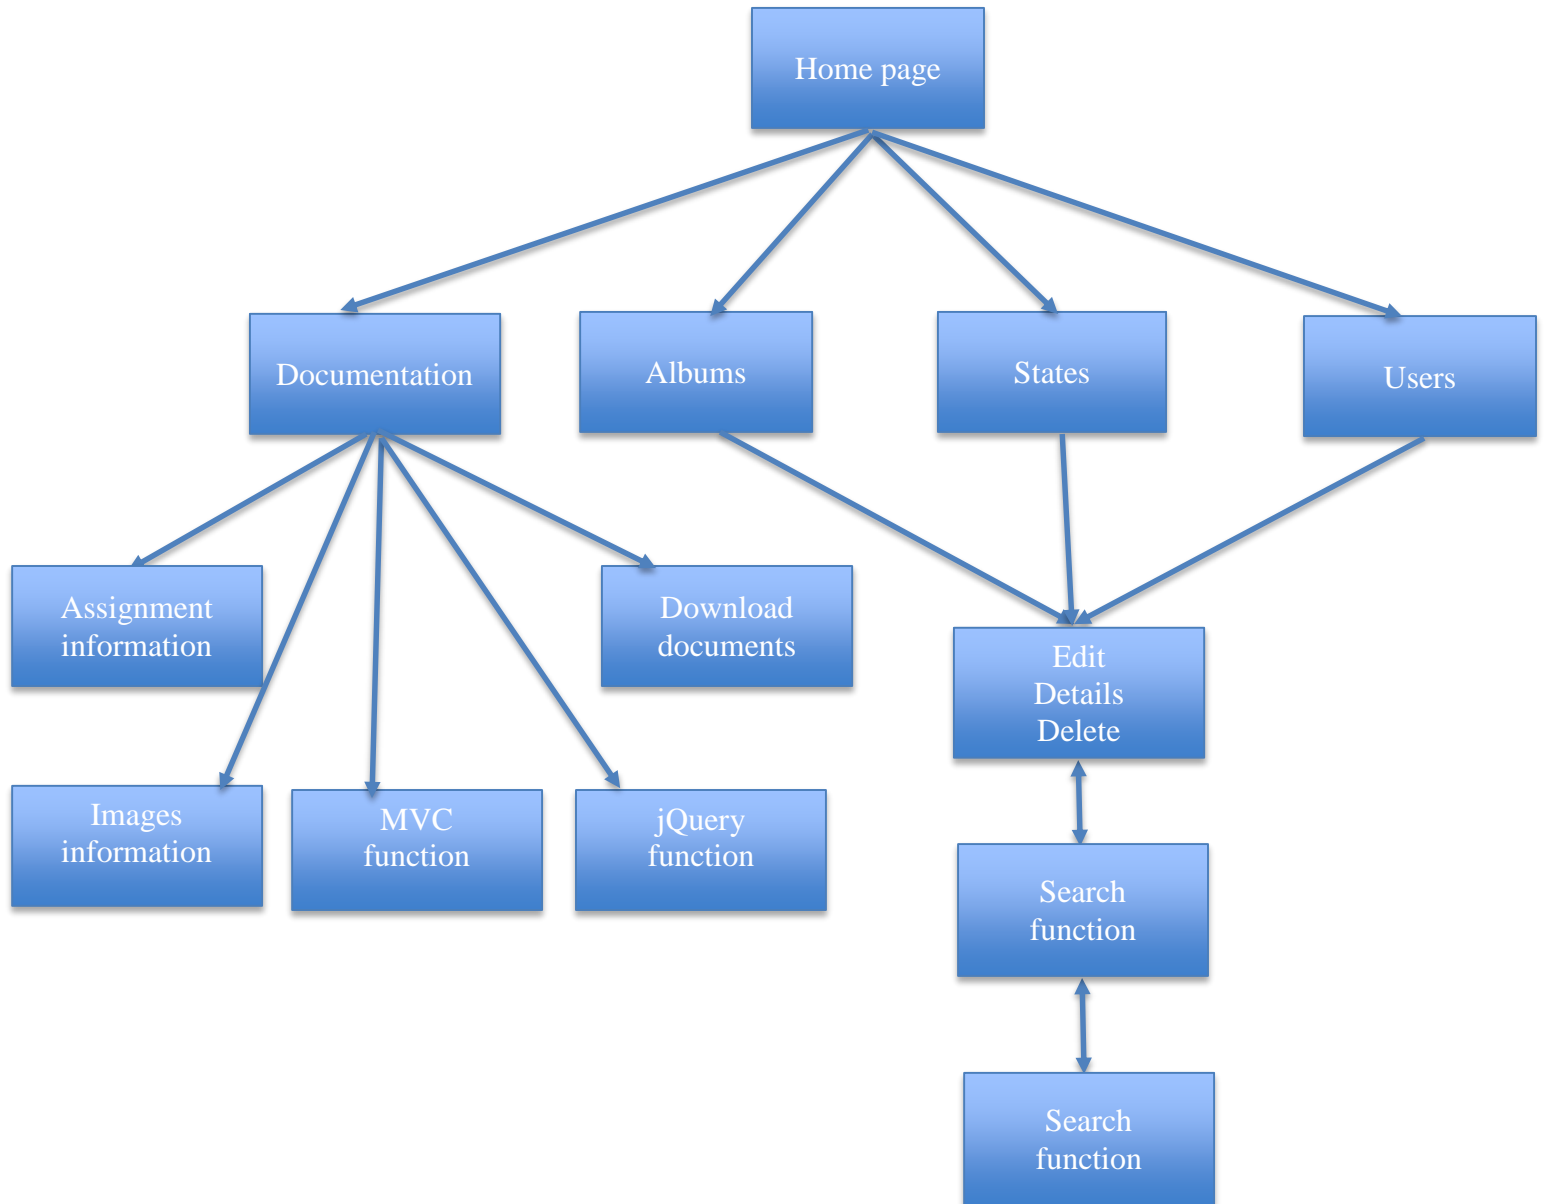 Home page
Documentation
Albums
States
Users
Assignment
information
Download
documents
Edit
Details
Delete
Images
information
MVC
function
jQuery
function
Search
function
Search
function